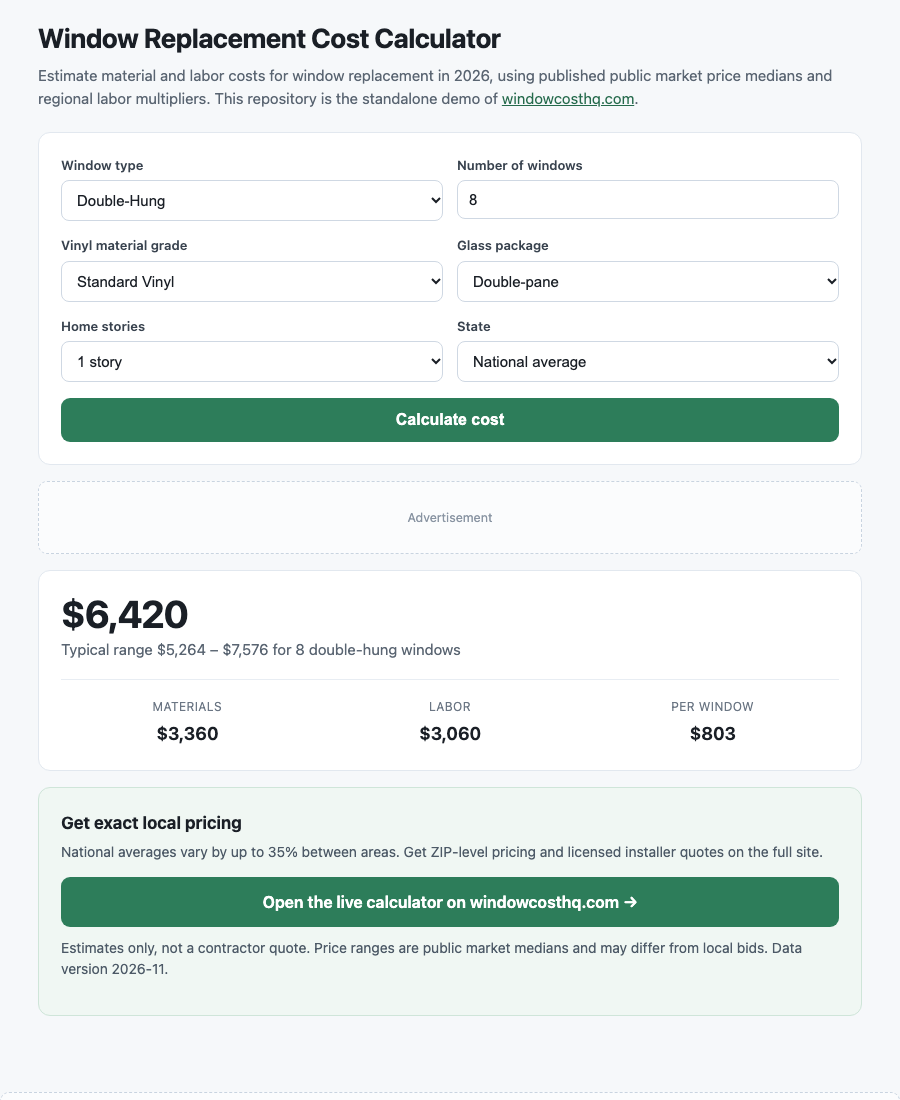 Window Replacement Cost Calculator
Estimate material and labor costs for window replacement in 2026, using published public market price medians and
regional labor multipliers. This repository is the standalone demo of windowcosthq.com.
Window type
Number of windows
Double-Hung
8
Vinyl material grade
Glass package
Standard Vinyl
Double-pane
Home stories
State
1 story
National average
Calculate cost
Advertisement
$6,420
Typical range $5,264 – $7,576 for 8 double-hung windows
MATERIALS
LABOR
PER WINDOW
$3,360
$3,060
$803
Get exact local pricing
National averages vary by up to 35% between areas. Get ZIP-level pricing and licensed installer quotes on the full site.
Open the live calculator on windowcosthq.com →
Estimates only, not a contractor quote. Price ranges are public market medians and may differ from local bids. Data
version 2026-11.